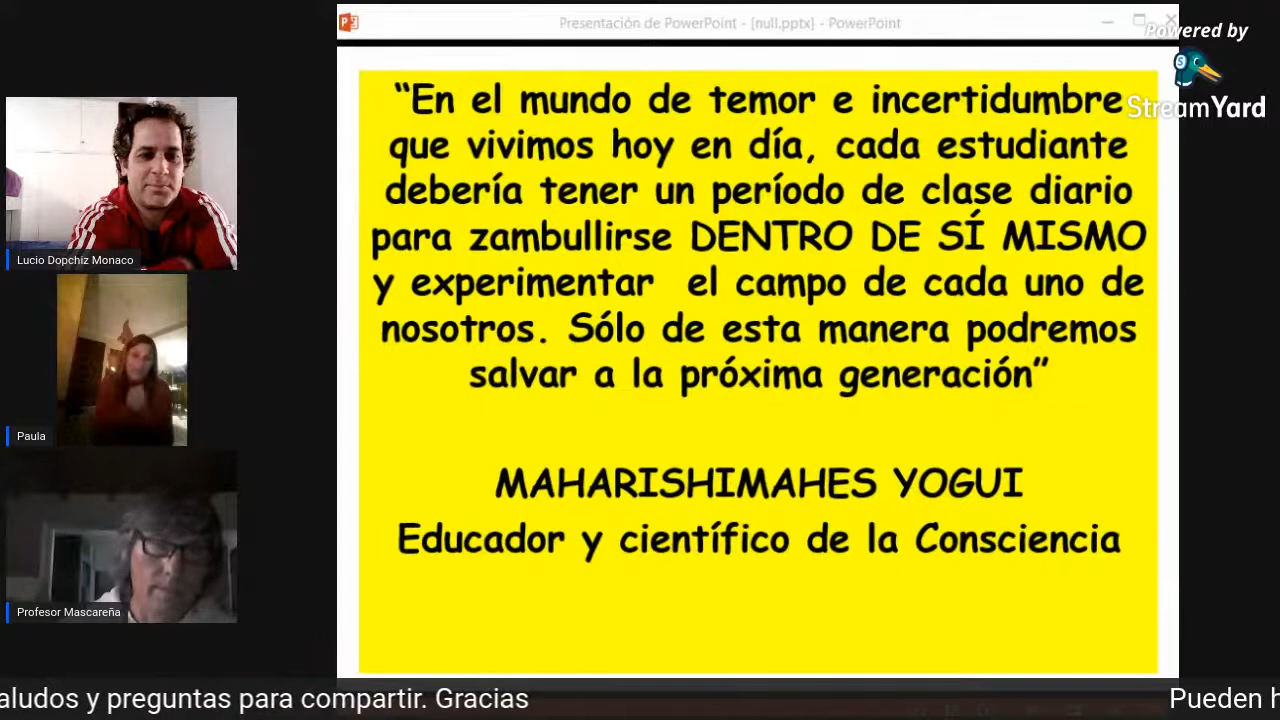 Presentación de PowerPoint - [null.pptx] - PowerPoint
Powered by
StreamYard
“En el mundo de temor e incertidumbre
que vivimos hoy en día, cada estudiante
debería tener un período de clase diario
para zambullirse DENTRO DE SÍ MISMO
y experimentar el campo de cada uno de
nosotros. Sólo de esta manera podremos
salvar a la próxima generación”
MAHARISHIMAHES YOGUI
Educador y científico de la Consciencia
Lucio Dopchiz Monaco
Paula
Profesor Mascareña
aludos y preguntas para compartir. Gracias
Pueden h